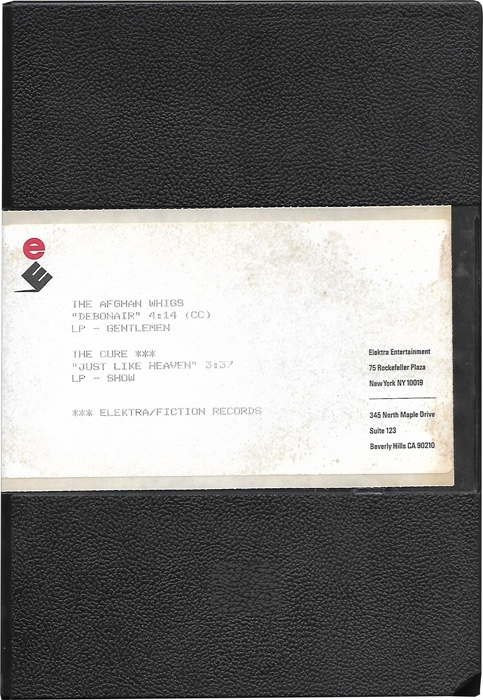 e
E
THE AFGHAN WHIGS
"DEBONAIR" 4:14 (CC)
LP - GENTLEMEN
THE CURE ***
"JUST LIKE HEAVEN" 3:37
LP - SHOW
*** ELEKTRA/FICTION RECORDS
Elektra Entertainment
75 Rockefeller Plaza
New York NY 10019
345 North Maple Drive
Suite 123
Beverly Hills CA 90210